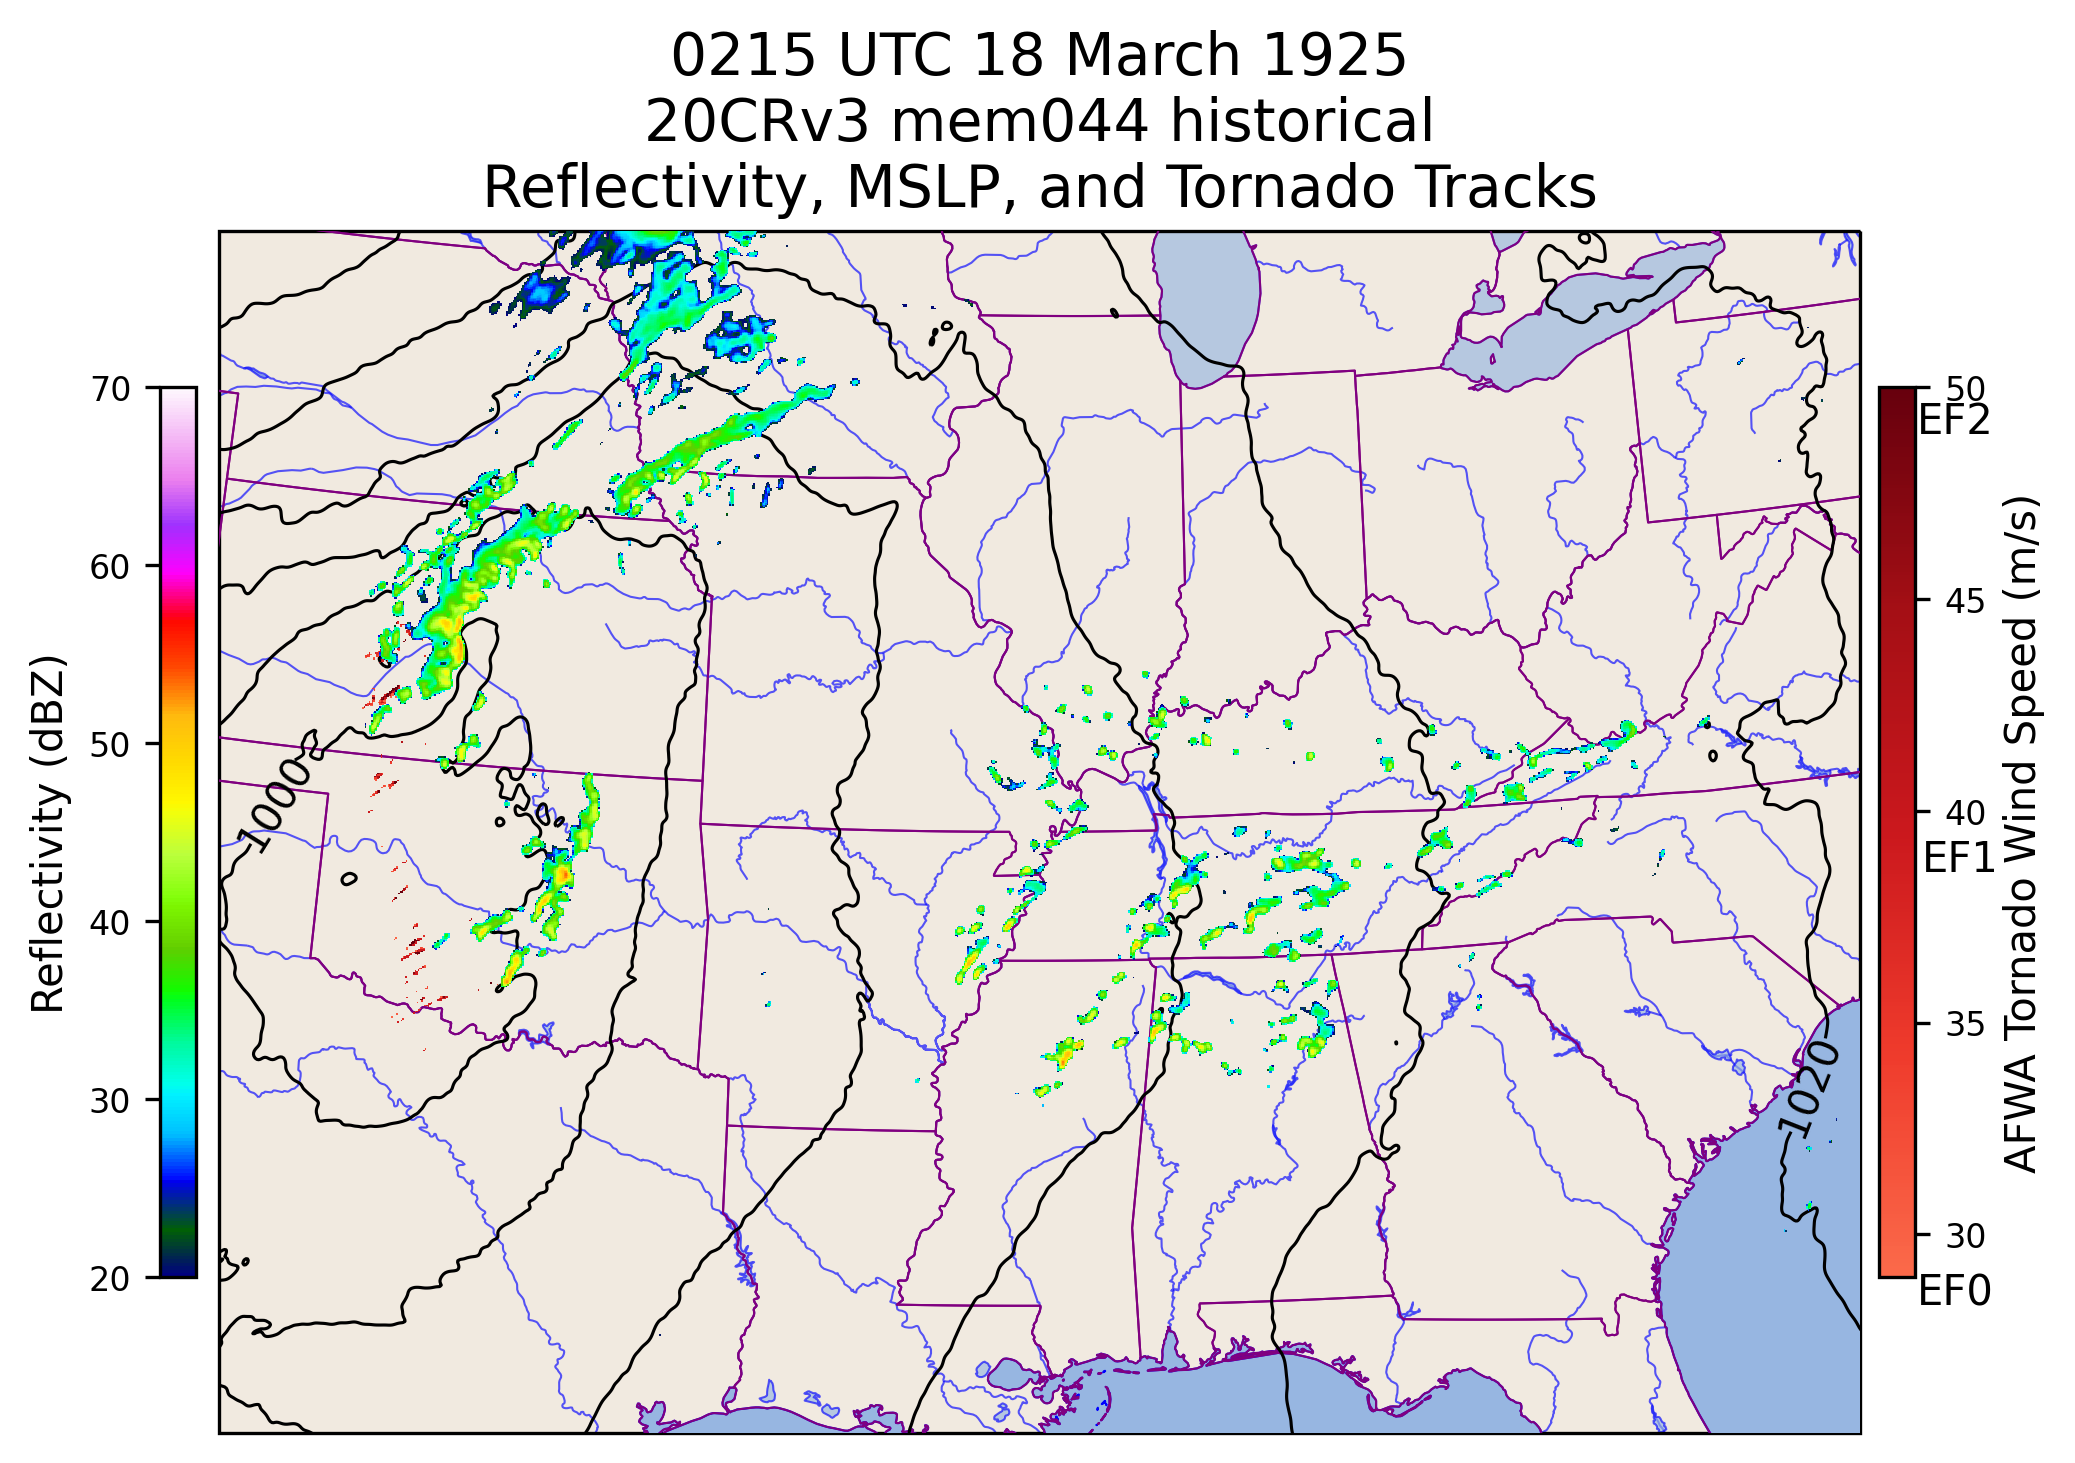 0215 UTC 18 March 1925
20CRv3 mem044 historical
Reflectivity, MSLP, and Tornado Tracks
70
60
50
40
30
20
Reflectivity (dBZ)
1000
1020
50
EF2
45
40
EF1
35
30
EF0
AFWA Tornado Wind Speed (m/s)